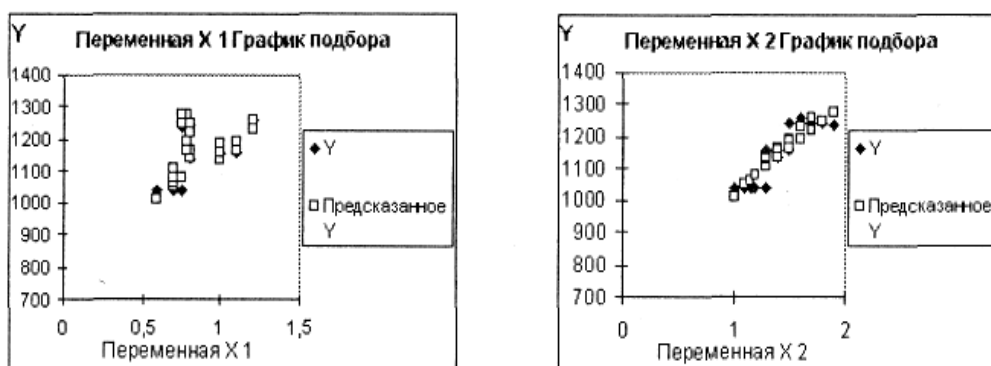 Y
Переменная X 1 График подбора
1400
1300
1200
1100
1000
900
800
700
0
0,5
1
1,5
Переменная X 1
Y
Предсказанное
Y
Y
Переменная X 2 График подбора
1400
1300
1200
1100
1000
900
800
700
0
1
2
Переменная X 2
Y
Предсказанное
Y